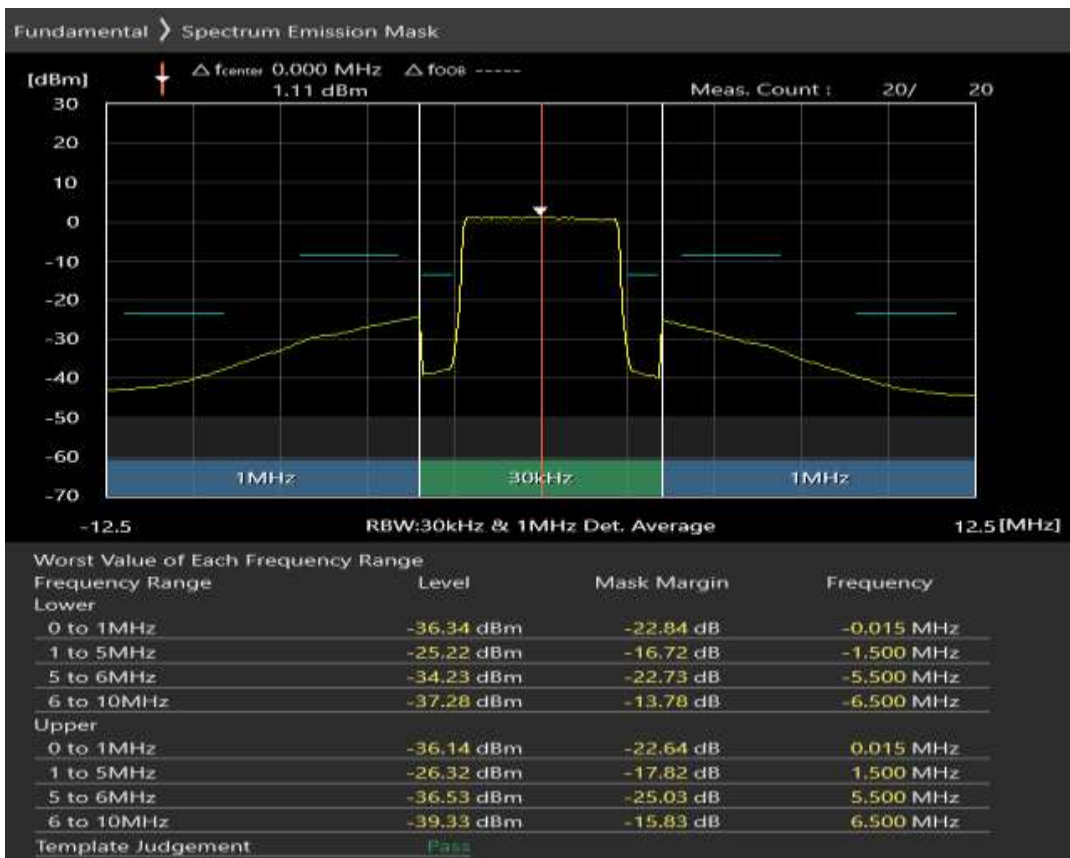 Fundamental ❯ Spectrum Emission Mask
[dBm] △ fcenter 0.000 MHz △ fOOB -----
1.11 dBm Meas. Count : 20/ 20
30
20
10
0
-10
-20
-30
-40
-50
-60
1MHz 30kHz 1MHz
-70
-12.5 RBW:30kHz & 1MHz Det. Average 12.5 [MHz]
Worst Value of Each Frequency Range
Frequency Range Level Mask Margin Frequency
Lower
0 to 1MHz -36.34 dBm -22.84 dB -0.015 MHz
1 to 5MHz -25.22 dBm -16.72 dB -1.500 MHz
5 to 6MHz -34.23 dBm -22.73 dB -5.500 MHz
6 to 10MHz -37.28 dBm -13.78 dB -6.500 MHz
Upper
0 to 1MHz -36.14 dBm -22.64 dB 0.015 MHz
1 to 5MHz -26.32 dBm -17.82 dB 1.500 MHz
5 to 6MHz -36.53 dBm -25.03 dB 5.500 MHz
6 to 10MHz -39.33 dBm -15.83 dB 6.500 MHz
Template Judgement Pass